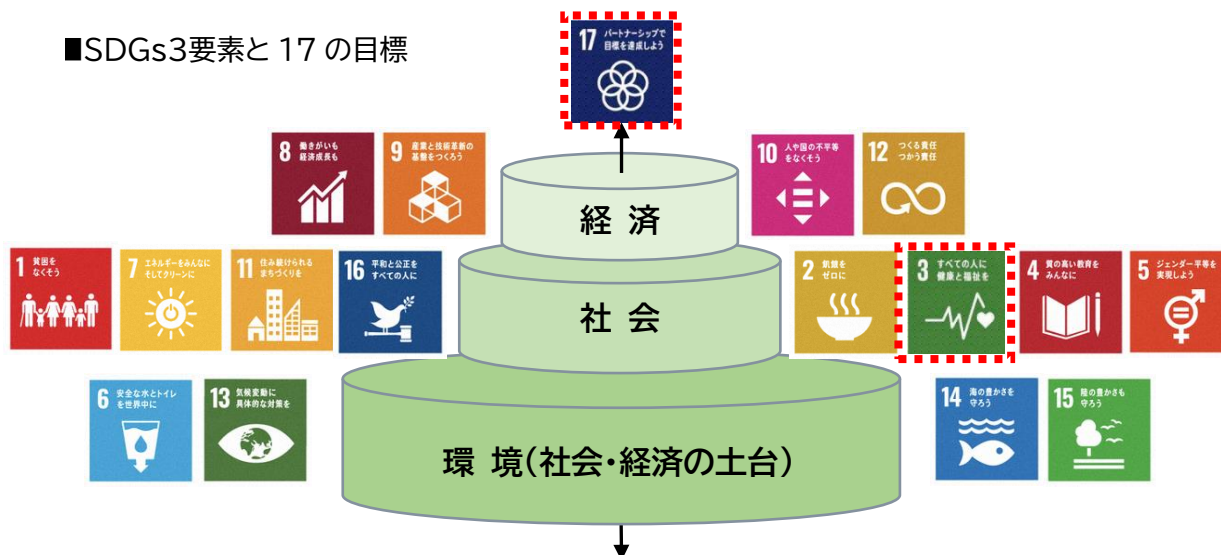 ■SDGs3要素と 17 の目標
17 パートナーシップで
目標を達成しよう
8 働きがいも
経済成長も
9 産業と技術革新の
基盤をつくろう
10 人や国の不平等
をなくそう
12 つくる責任
つかう責任
経 済
1 貧困を
なくそう
7 エネルギーをみんなに
そしてクリーンに
11 住み続けられる
まちづくりを
16 平和と公正を
すべての人に
社 会
2 飢餓を
ゼロに
3 すべての人に
健康と福祉を
4 質の高い教育を
みんなに
5 ジェンダー平等を
実現しよう
6 安全な水とトイレ
を世界中に
13 気候変動に
具体的な対策を
環 境(社会・経済の土台)
14 海の豊かさを
守ろう
15 陸の豊かさも
守ろう